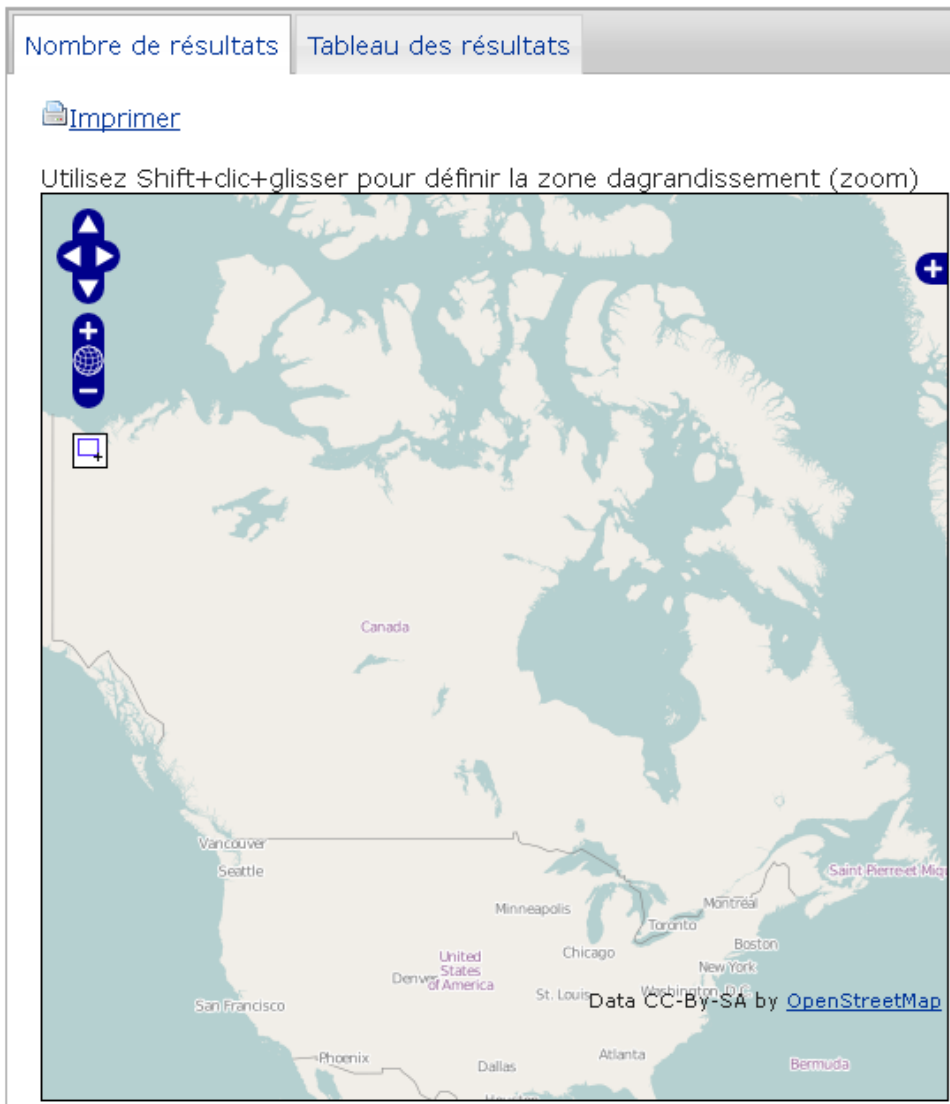 Nombre de résultats Tableau des résultats
Imprimer
Utilisez Shift+clic+glisser pour définir la zone dagrandissement (zoom)
Canada
Vancouver
Seattle
Saint Pierre et Miqu
Minneapolis
Montréal
Toronto
Boston
Chicago
New York
United
States
of America
Denver
St. Louis
Washington, D.C.
San Francisco
Data CC-By-SA by OpenStreetMap
Phoenix
Dallas
Atlanta
Bermuda
Houston